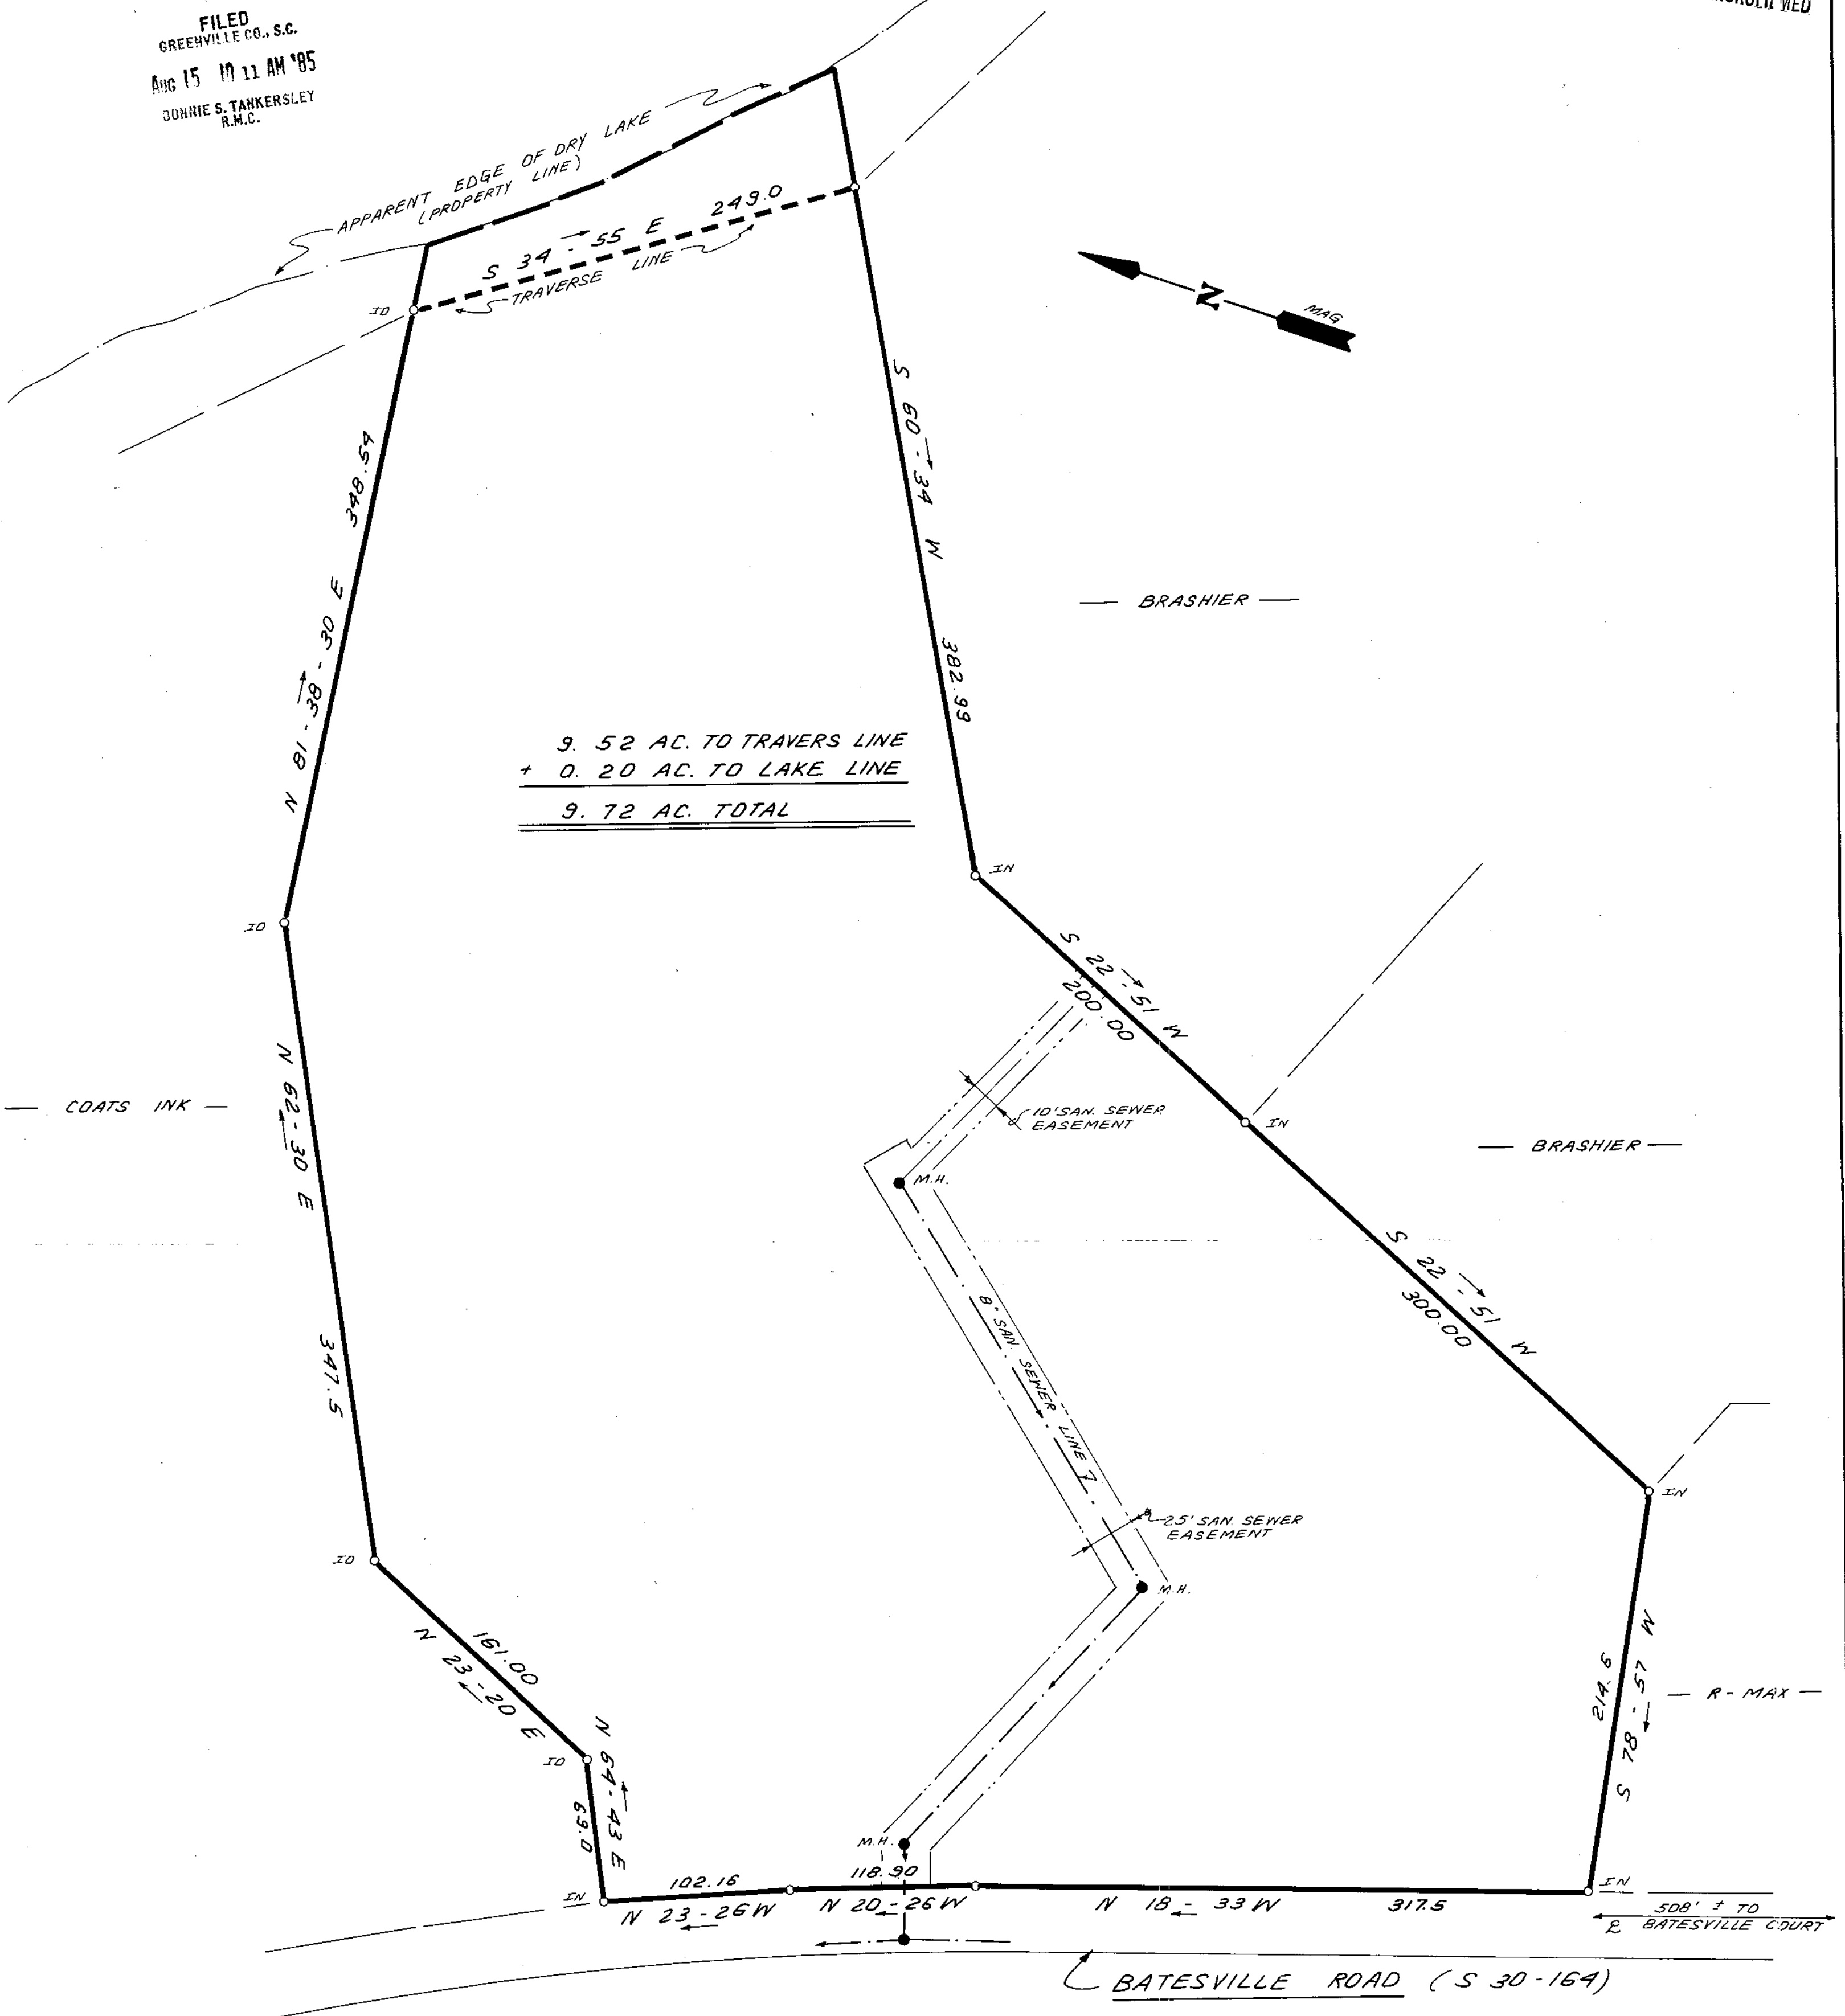 FILED
GREENVILLE CO., S.C.
AUG 15 10 11 AM '85
DONNIE S. TANKERSLEY
R.M.C.
APPARENT EDGE OF DRY LAKE
(PROPERTY LINE)
S 34 - 55 E 249.0
TRAVERSE LINE
IO
N
MAG
N 18 - 38 - 30 E 348.54
S 60 - 34 W
382.99
BRASHIER
9. 52 AC. TO TRAVERS LINE
+ 0. 20 AC. TO LAKE LINE
9. 72 AC. TOTAL
IN
IO
S 22 - 51 W
200.00
COATS INK
N 62 - 30 E
347.5
10' SAN. SEWER
EASEMENT
IN
BRASHIER
M.H.
8" SAN. SEWER LINE
S 22 - 51 W
300.00
IN
25' SAN. SEWER
EASEMENT
IO
M.H.
161.00
N 23 - 20 E
S 78 - 57 W
214.6
R - MAX
IO
N 64 - 43 E
69.0
M.H.
IN
102.16
118.90
N 23 - 26 W
N 20 - 26 W
N 18 - 33 W 317.5
IN
508' ± TO
℄ BATESVILLE COURT
BATESVILLE ROAD (S 30-164)